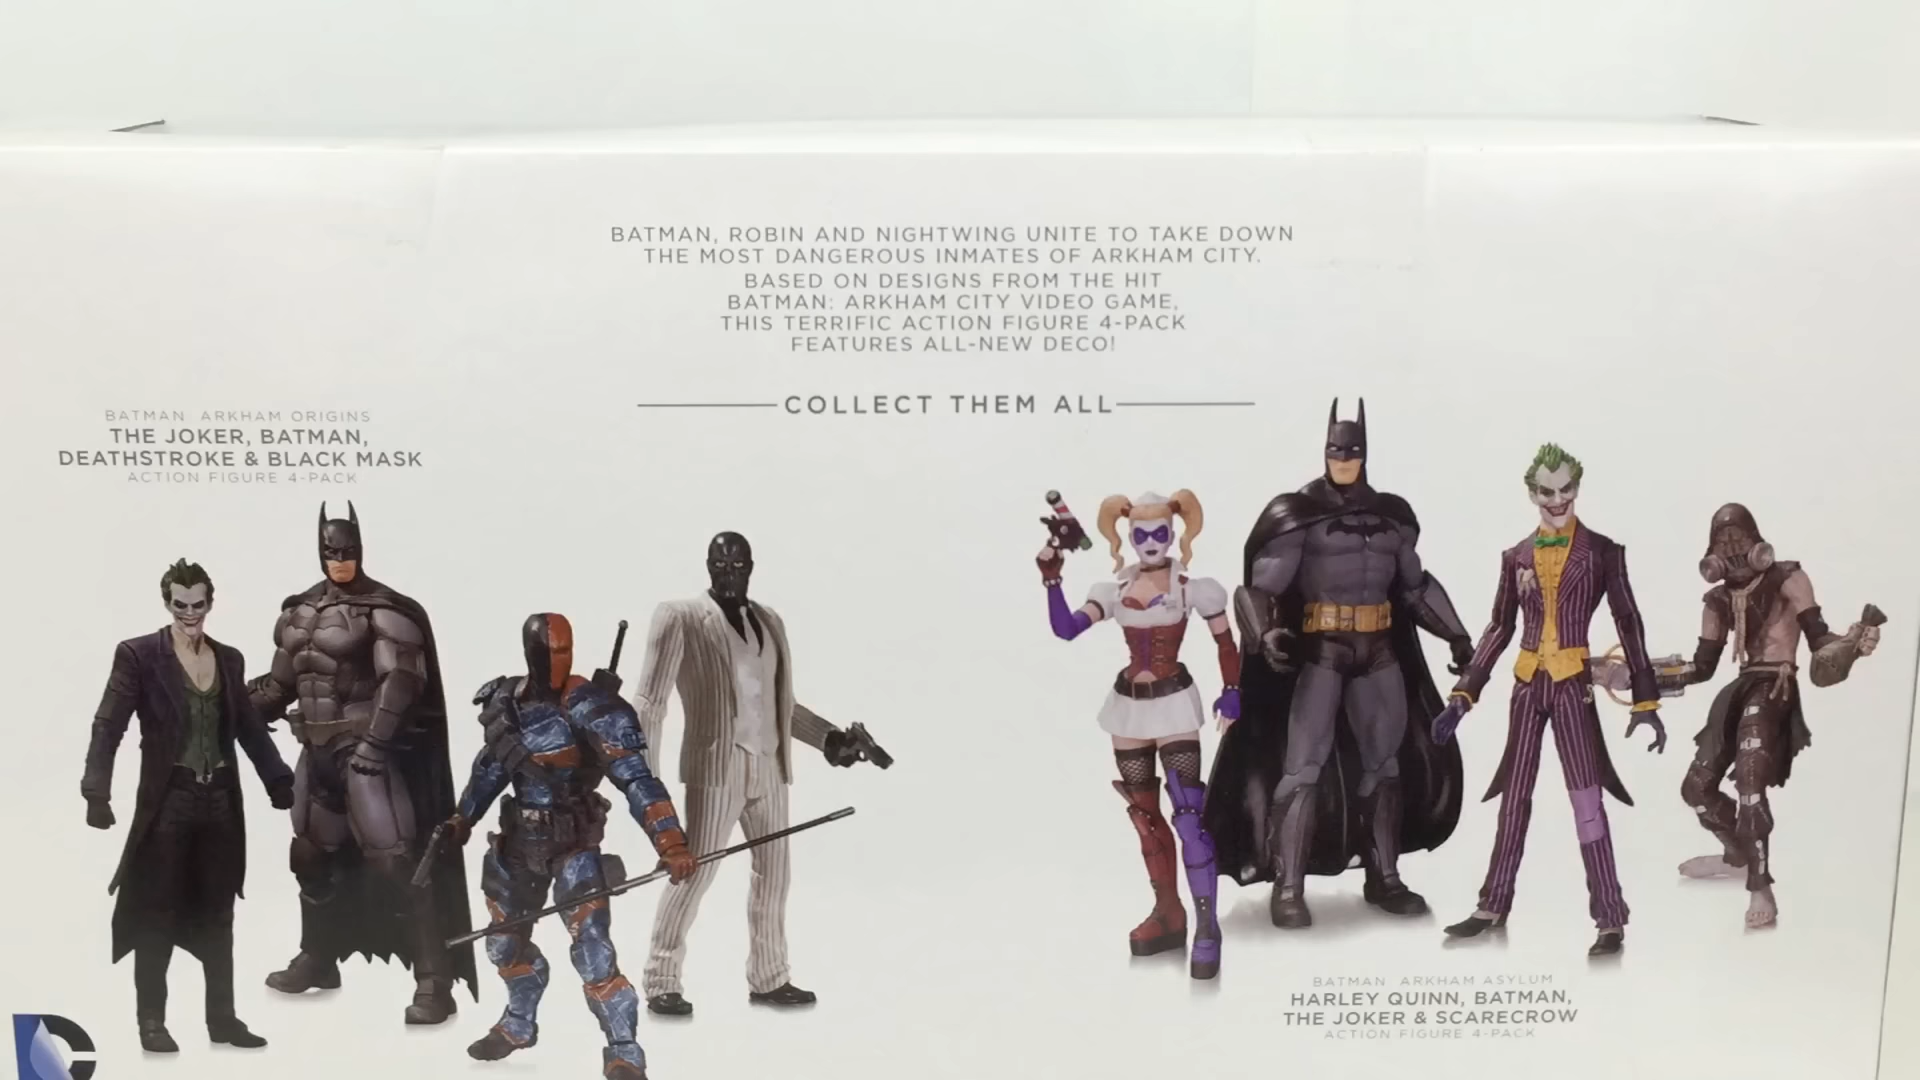 BATMAN, ROBIN AND NIGHTWING UNITE TO TAKE DOWN
THE MOST DANGEROUS INMATES OF ARKHAM CITY.
BASED ON DESIGNS FROM THE HIT
BATMAN: ARKHAM CITY VIDEO GAME,
THIS TERRIFIC ACTION FIGURE 4-PACK
FEATURES ALL-NEW DECO!
COLLECT THEM ALL
BATMAN ARKHAM ORIGINS
THE JOKER, BATMAN,
DEATHSTROKE & BLACK MASK
ACTION FIGURE 4-PACK
BATMAN ARKHAM ASYLUM
HARLEY QUINN, BATMAN,
THE JOKER & SCARECROW
ACTION FIGURE 4-PACK
DC